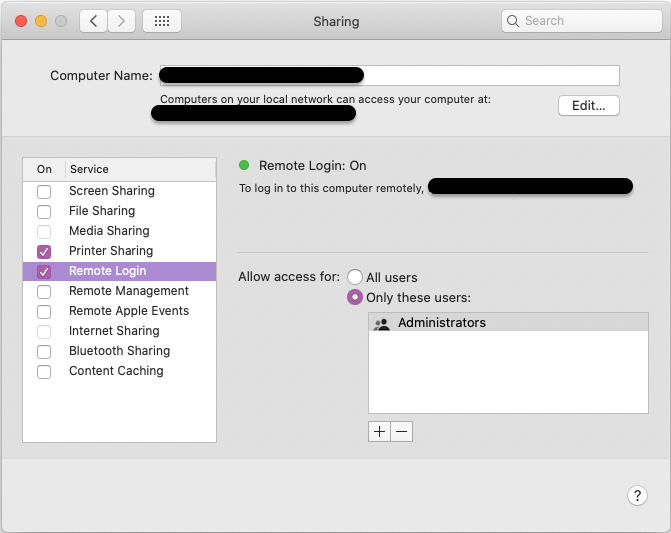 Sharing
Search
Computer Name:
Computers on your local network can access your computer at:
Edit...
On Service
Screen Sharing
File Sharing
Media Sharing
Printer Sharing
Remote Login
Remote Management
Remote Apple Events
Internet Sharing
Bluetooth Sharing
Content Caching
Remote Login: On
To log in to this computer remotely,
Allow access for:
All users
Only these users:
Administrators
+ −
?